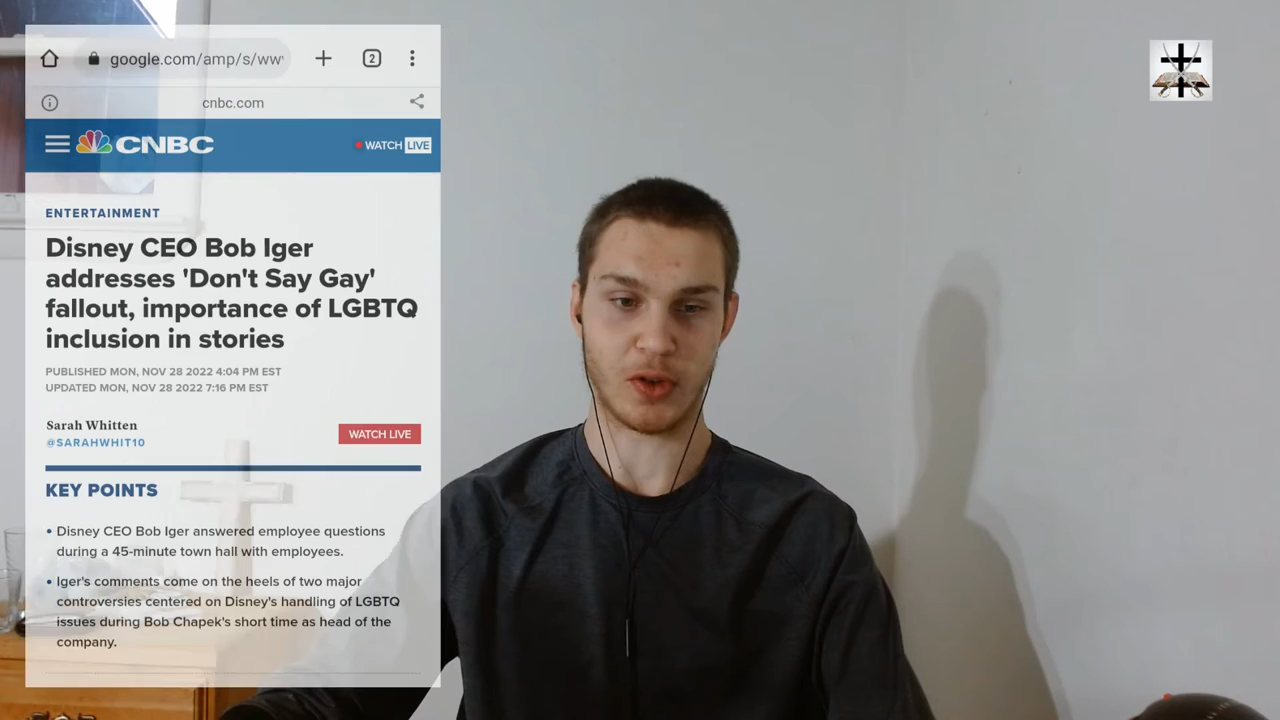 google.com/amp/s/ww
2
cnbc.com
CNBC
WATCH LIVE
ENTERTAINMENT
Disney CEO Bob Iger
addresses 'Don't Say Gay'
fallout, importance of LGBTQ
inclusion in stories
PUBLISHED MON, NOV 28 2022 4:04 PM EST
UPDATED MON, NOV 28 2022 7:16 PM EST
Sarah Whitten
@SARAHWHIT10
WATCH LIVE
KEY POINTS
• Disney CEO Bob Iger answered employee questions
during a 45-minute town hall with employees.
• Iger's comments come on the heels of two major
controversies centered on Disney's handling of LGBTQ
issues during Bob Chapek's short time as head of the
company.